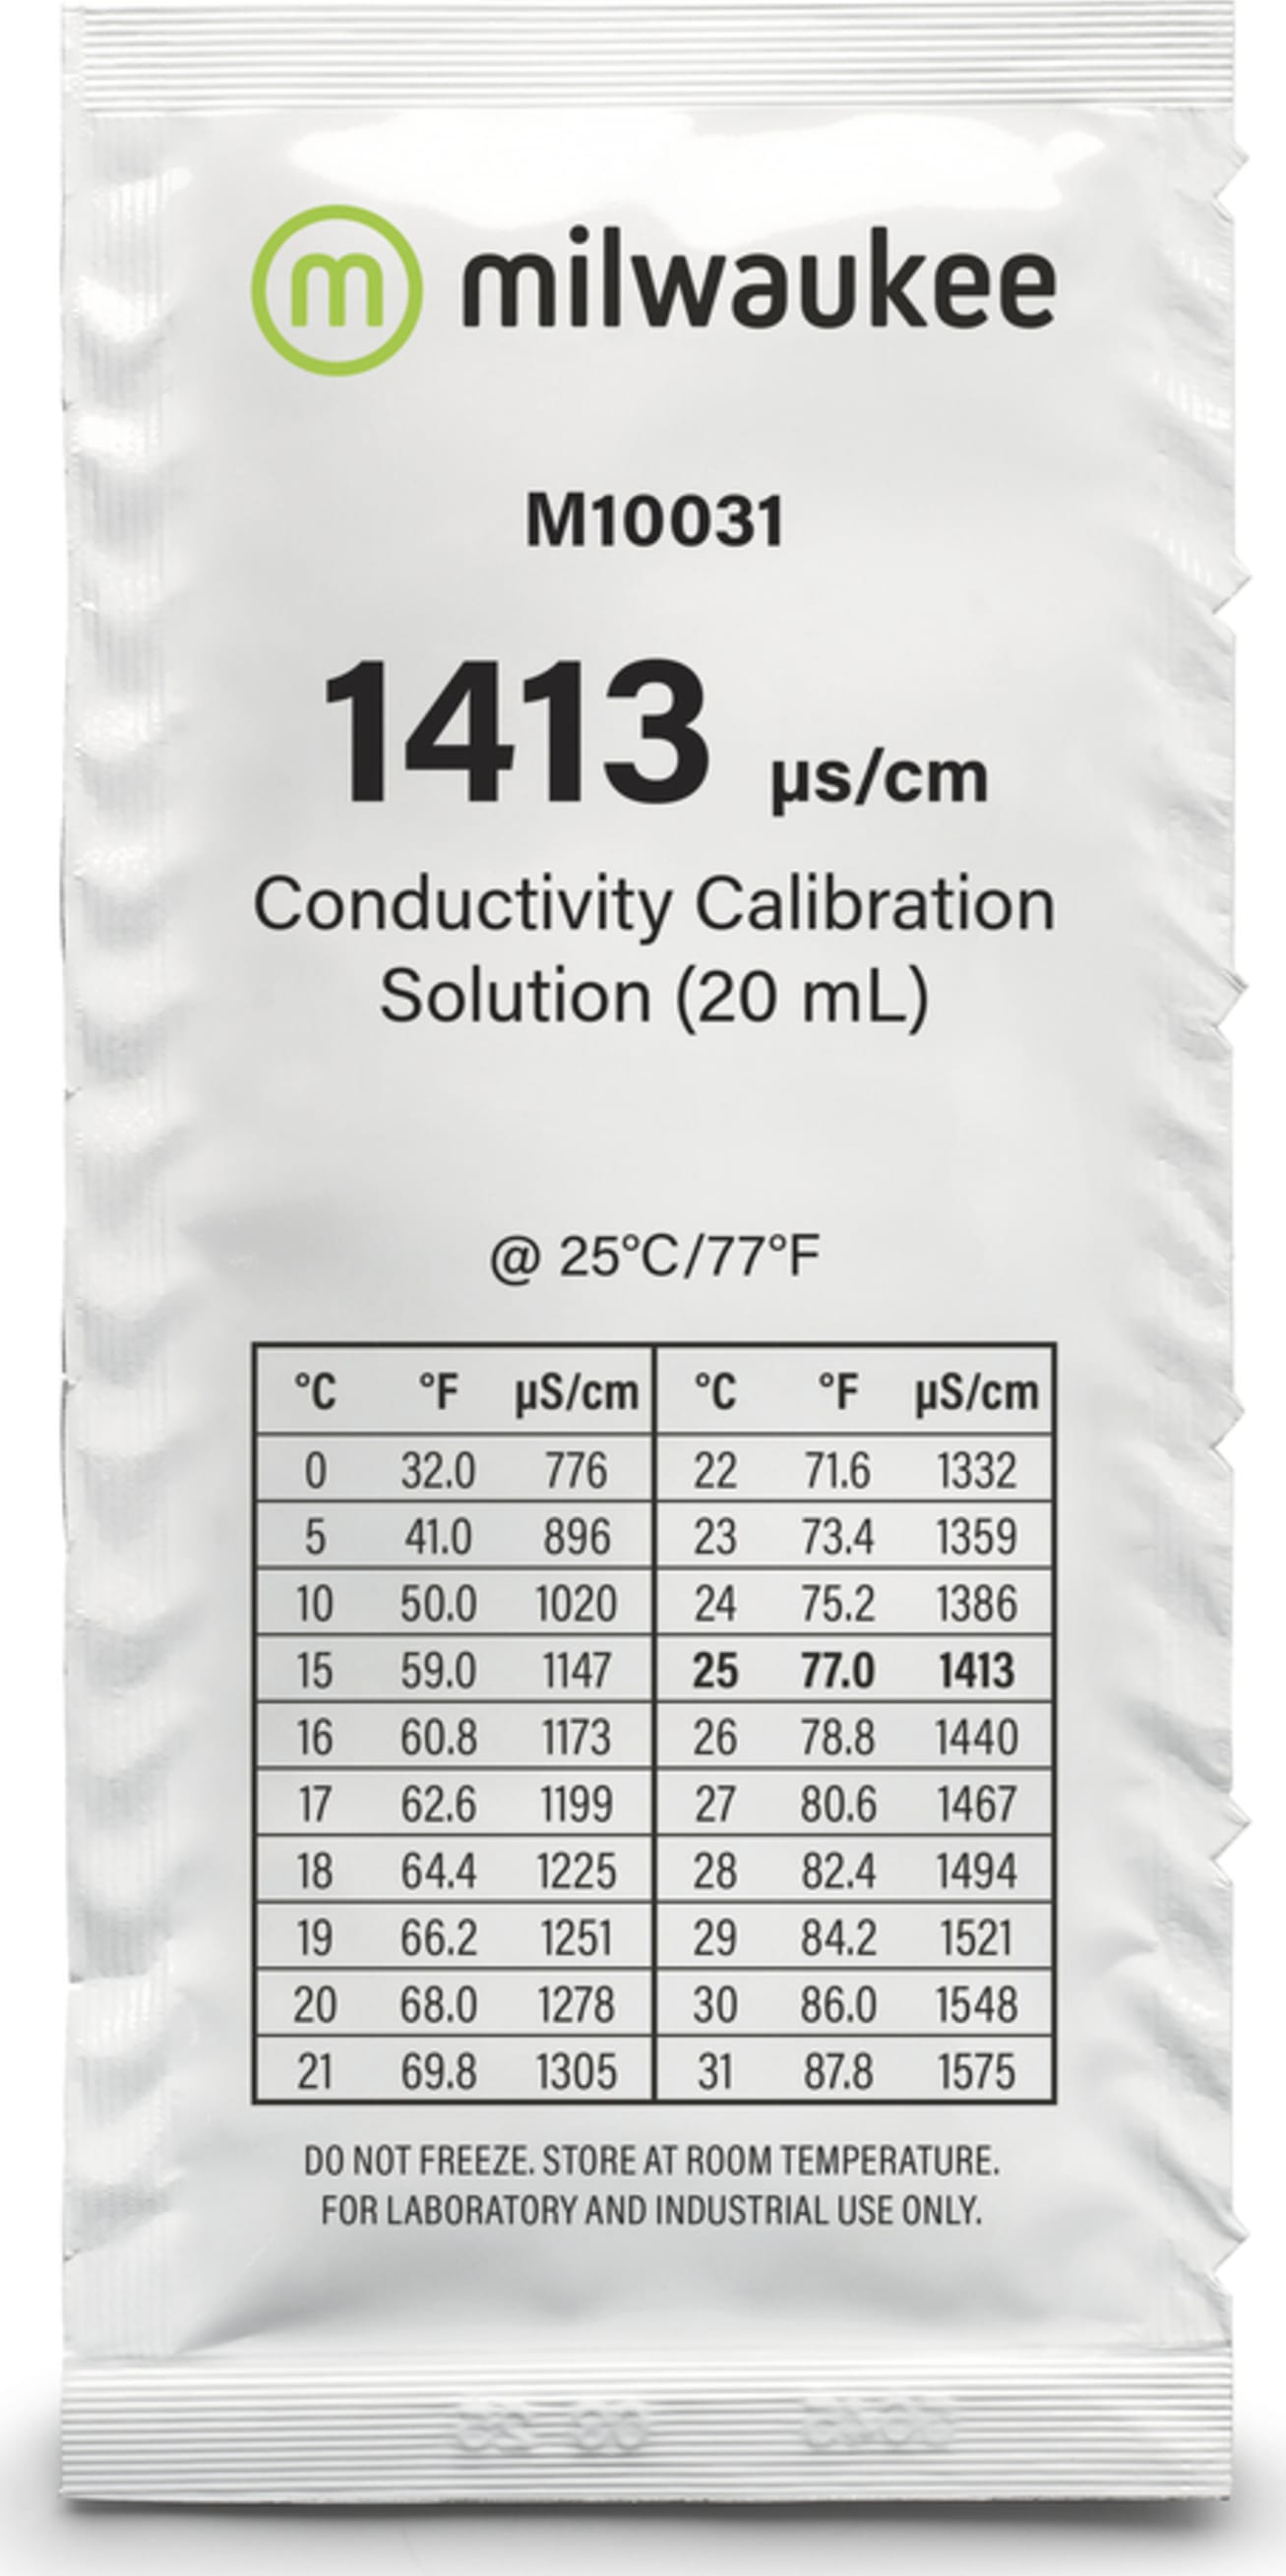 m milwaukee
M10031
1413 µs/cm
Conductivity Calibration
Solution (20 mL)
@ 25°C/77°F
°C °F µS/cm °C °F µS/cm
0 32.0 776 22 71.6 1332
5 41.0 896 23 73.4 1359
10 50.0 1020 24 75.2 1386
15 59.0 1147 25 77.0 1413
16 60.8 1173 26 78.8 1440
17 62.6 1199 27 80.6 1467
18 64.4 1225 28 82.4 1494
19 66.2 1251 29 84.2 1521
20 68.0 1278 30 86.0 1548
21 69.8 1305 31 87.8 1575
DO NOT FREEZE. STORE AT ROOM TEMPERATURE.
FOR LABORATORY AND INDUSTRIAL USE ONLY.